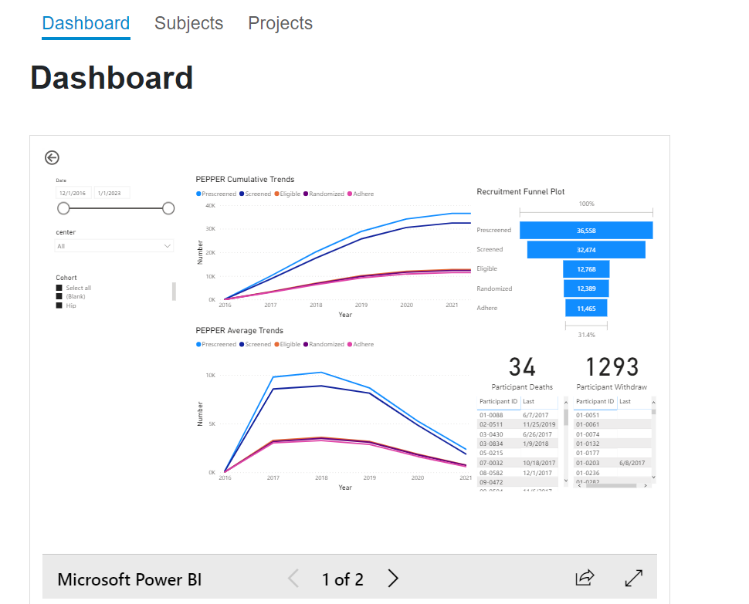 Dashboard Subjects Projects
Dashboard
Date
12/1/2016 1/1/2023
center
All
Cohort
Select all
(Blank)
Hip
PEPPER Cumulative Trends
Prescreened Screened Eligible Randomized Adhere
40K
30K
20K
10K
0K
Number
2016 2017 2018 2019 2020 2021
Year
PEPPER Average Trends
Prescreened Screened Eligible Randomized Adhere
10K
5K
0K
Number
2016 2017 2018 2019 2020 2021
Year
Recruitment Funnel Plot
100%
Prescreened 36,550
Screened 32,474
Eligible 12,768
Randomized 12,389
Adhere 11,465
31.4%
34
Participant Deaths
Participant ID Last
01-0088 6/7/2017
02-0511 11/25/2019
03-0430 6/26/2017
03-0834 1/9/2018
05-0215
07-0032 10/18/2017
08-0582 12/1/2017
09-0472
1293
Participant Withdraw
Participant ID Last
01-0051
01-0061
01-0074
01-0132
01-0177
01-0203 6/8/2017
01-0236
Microsoft Power BI
1 of 2